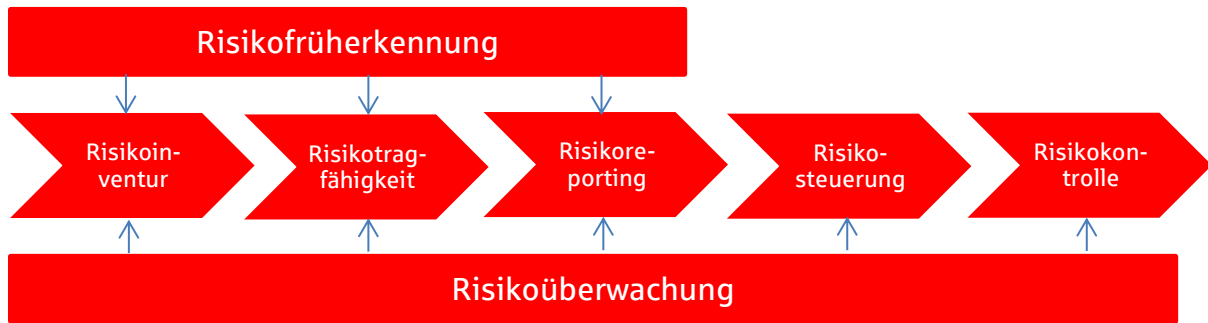 Risikofrüherkennung
Risikoin-
ventur
Risikotrag-
fähigkeit
Risikore-
porting
Risiko-
steuerung
Risikokon-
trolle
Risikoüberwachung